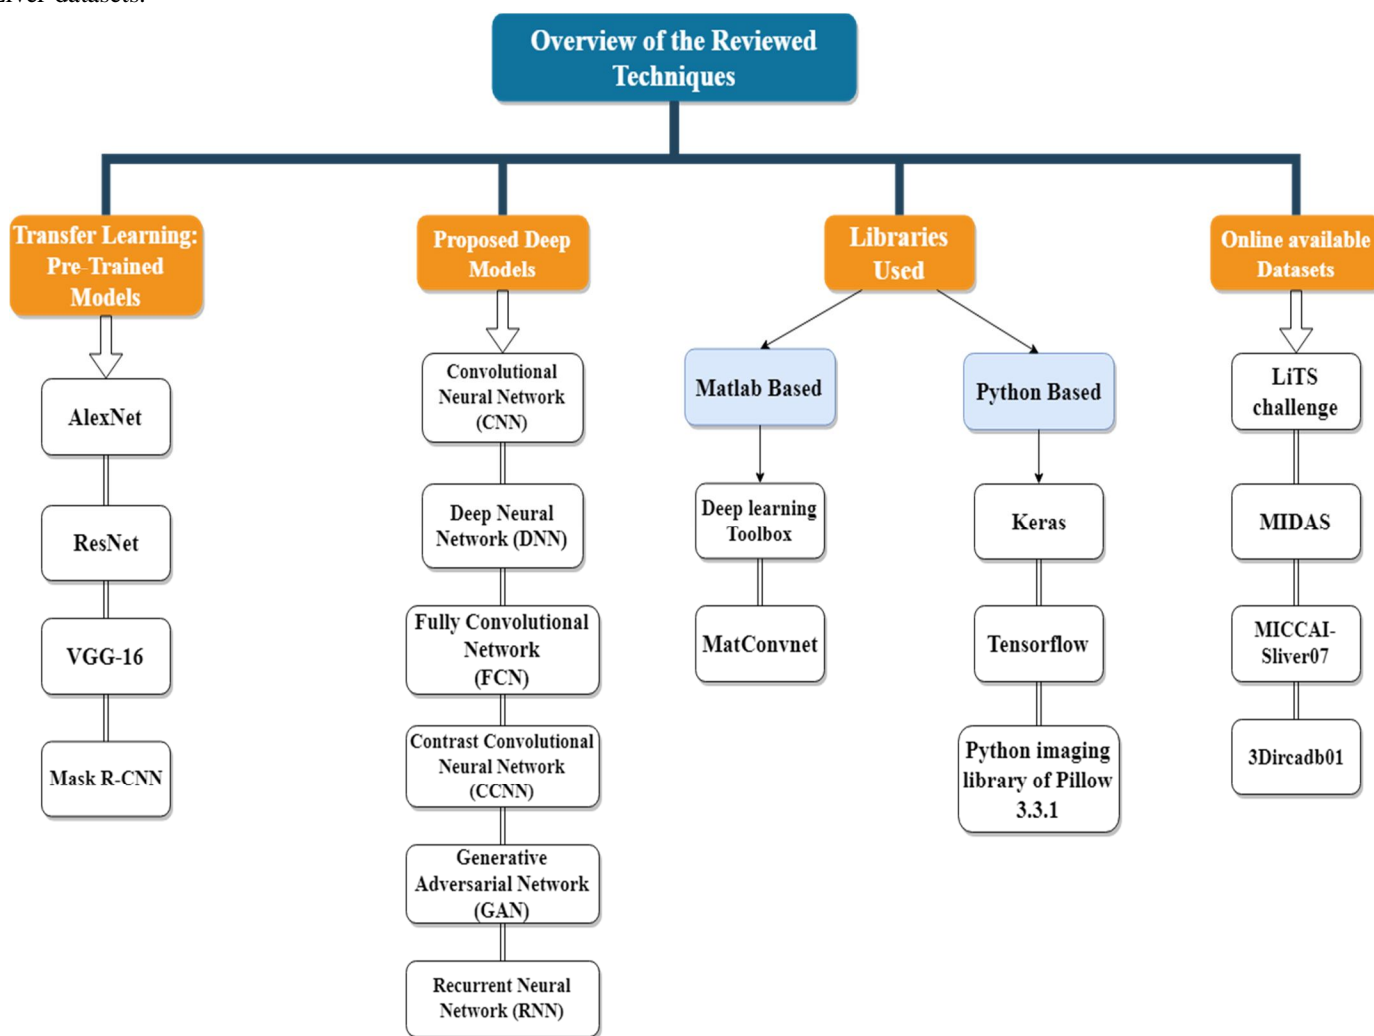 Liver datasets.
Overview of the Reviewed
Techniques
Transfer Learning:
Pre-Trained
Models
AlexNet
ResNet
VGG-16
Mask R-CNN
Proposed Deep
Models
Convolutional
Neural Network
(CNN)
Deep Neural
Network (DNN)
Fully Convolutional
Network
(FCN)
Contrast Convolutional
Neural Network
(CCNN)
Generative
Adversarial Network
(GAN)
Recurrent Neural
Network (RNN)
Libraries
Used
Matlab Based
Deep learning
Toolbox
MatConvnet
Python Based
Keras
Tensorflow
Python imaging
library of Pillow
3.3.1
Online available
Datasets
LiTS
challenge
MIDAS
MICCAI-
Sliver07
3Dircadb01